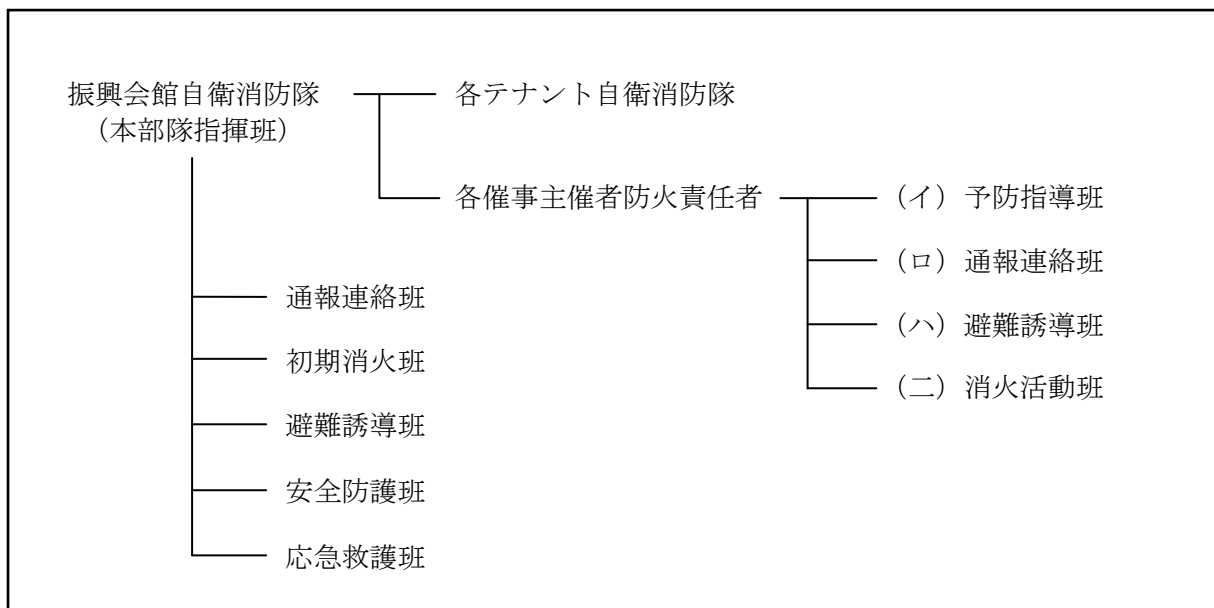 振興会館自衛消防隊
（本部隊指揮班）
各テナント自衛消防隊
各催事主催者防火責任者
（イ）予防指導班
（ロ）通報連絡班
（ハ）避難誘導班
（二）消火活動班
通報連絡班
初期消火班
避難誘導班
安全防護班
応急救護班